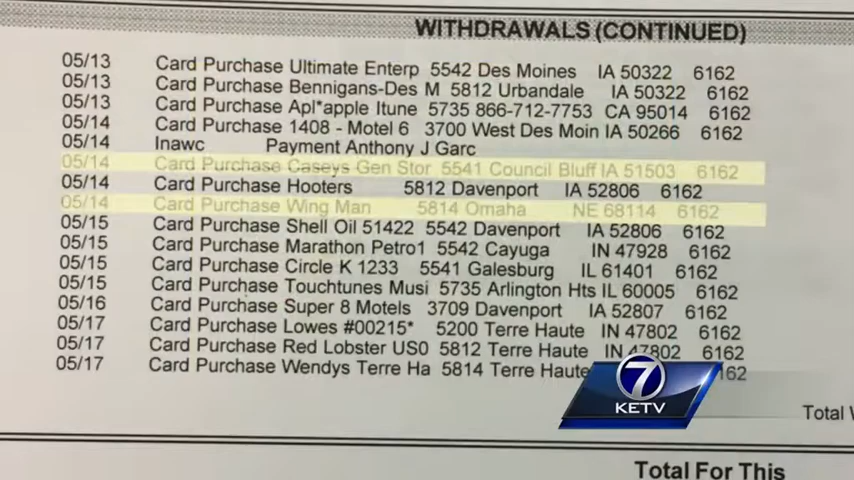 WITHDRAWALS (CONTINUED)
05/13 Card Purchase Ultimate Enterp 5542 Des Moines IA 50322 6162
05/13 Card Purchase Bennigans-Des M 5812 Urbandale IA 50322 6162
05/13 Card Purchase Apl*apple Itune 5735 866-712-7753 CA 95014 6162
05/14 Card Purchase 1408 - Motel 6 3700 West Des Moin IA 50266 6162
05/14 Inawc Payment Anthony J Garc
05/14 Card Purchase Caseys Gen Stor 5541 Council Bluff IA 51503 6162
05/14 Card Purchase Hooters 5812 Davenport IA 52806 6162
05/14 Card Purchase Wing Man 5814 Omaha NE 68114 6162
05/15 Card Purchase Shell Oil 51422 5542 Davenport IA 52806 6162
05/15 Card Purchase Marathon Petro1 5542 Cayuga IN 47928 6162
05/15 Card Purchase Circle K 1233 5541 Galesburg IL 61401 6162
05/15 Card Purchase Touchtunes Musi 5735 Arlington Hts IL 60005 6162
05/16 Card Purchase Super 8 Motels 3709 Davenport IA 52807 6162
05/17 Card Purchase Lowes #00215* 5200 Terre Haute IN 47802 6162
05/17 Card Purchase Red Lobster US0 5812 Terre Haute IN 47802 6162
05/17 Card Purchase Wendys Terre Ha 5814 Terre Haute 162
7
KETV
Total
Total For This